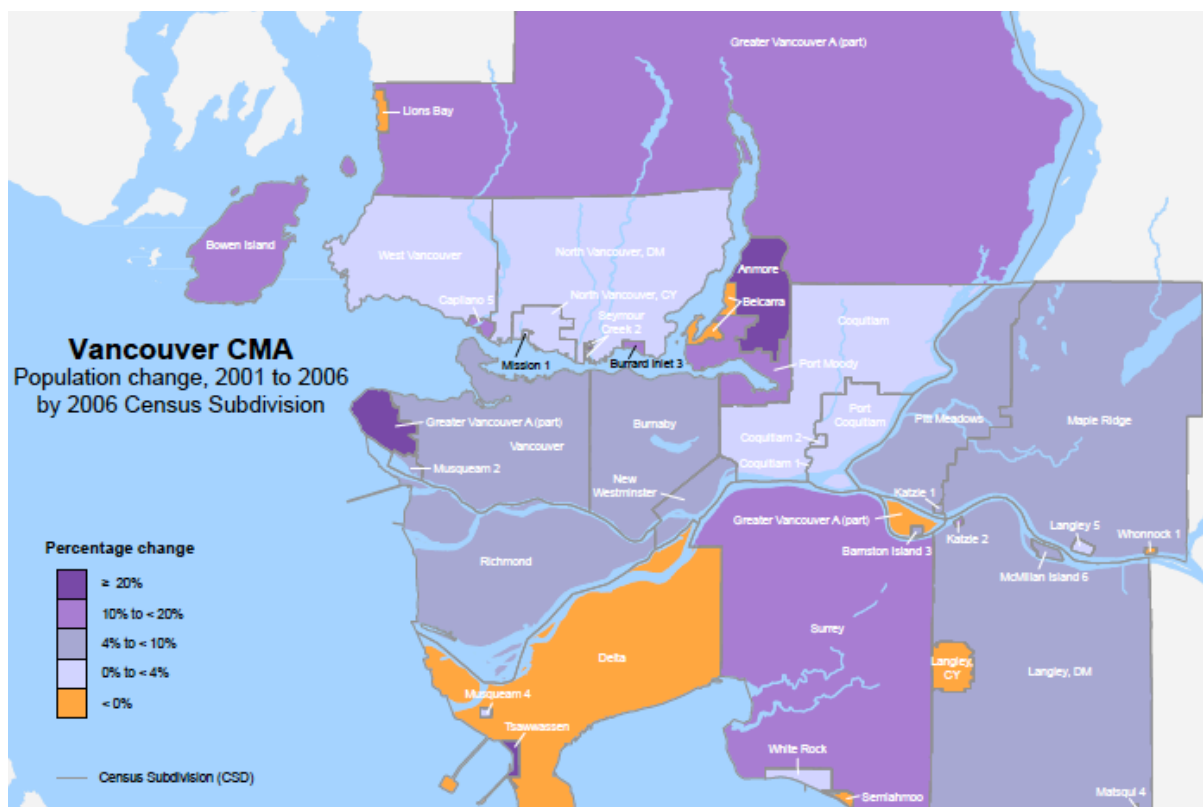 Greater Vancouver A (part)
Lions Bay
Bowen Island
West Vancouver
North Vancouver, DM
Anmore
North Vancouver, CY
Capilano 5
Belcarra
Seymour
Creek 2
Coquitlam
Mission 1
Burrard Inlet 3
Port Moody
Vancouver CMA
Population change, 2001 to 2006
by 2006 Census Subdivision
Greater Vancouver A (part)
Vancouver
Burnaby
Port
Coquitlam
Pitt Meadows
Maple Ridge
Coquitlam 2
Musqueam 2
Coquitlam 1
New
Westminster
Katzie 1
Greater Vancouver A (part)
Langley 5
Whonnock 1
Katzie 2
Barnston Island 3
Richmond
McMillan Island 6
Percentage change
≥ 20%
10% to < 20%
4% to < 10%
0% to < 4%
< 0%
Surrey
Delta
Langley,
CY
Langley, DM
Musqueam 4
Tsawwassen
White Rock
Census Subdivision (CSD)
Semiahmoo
Matsqui 4